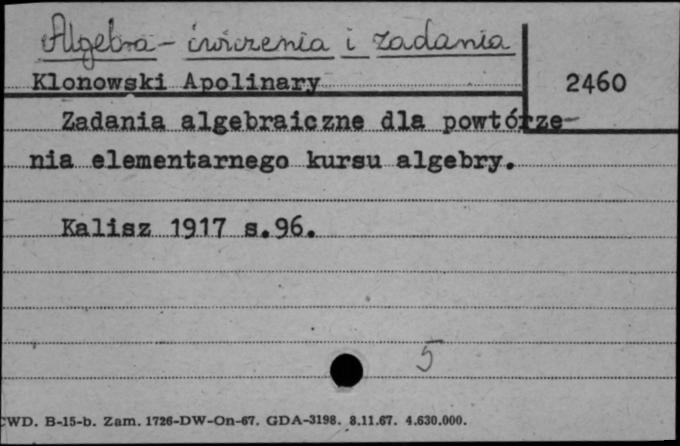 Algebra - ćwiczenia i zadania
Klonowski Apolinary
2460
Zadania algebraiczne dla powtórze-
nia elementarnego kursu algebry.
Kalisz 1917 s.96.
5
CWD. B-15-b. Zam. 1726-DW-On-67. GDA-3198. 8.11.67. 4.630.000.